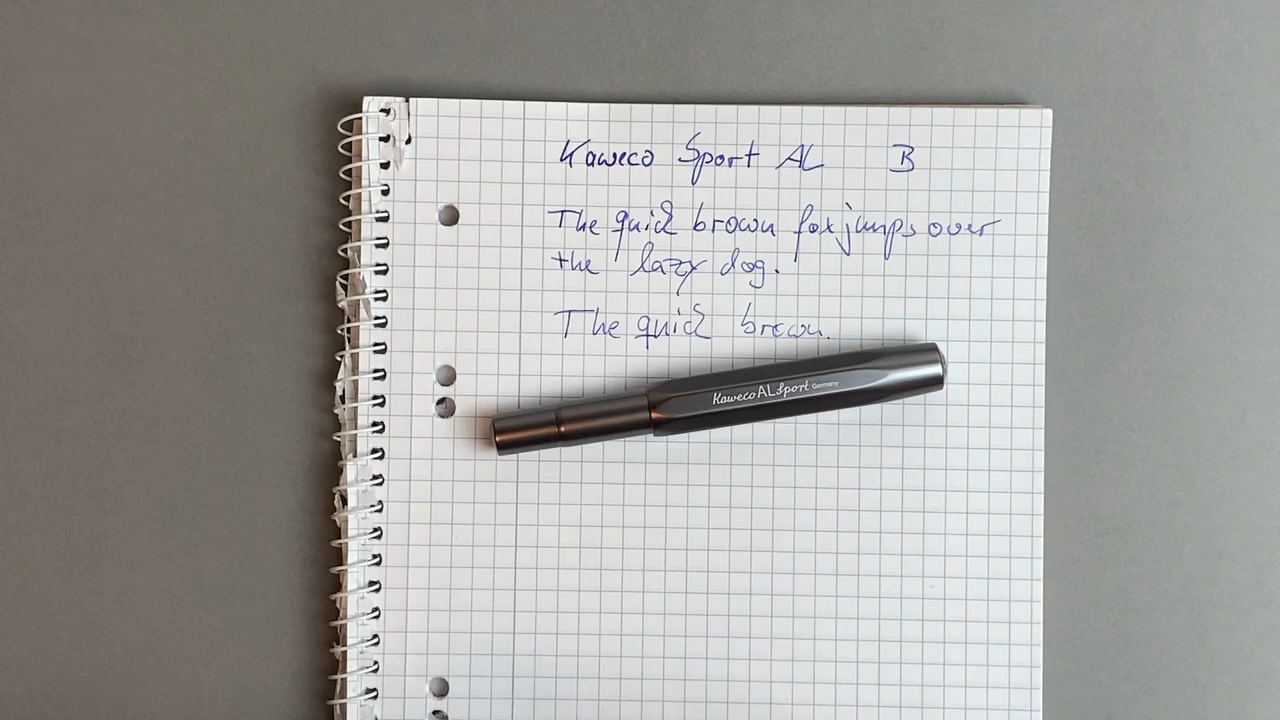 Kaweco Sport AL B
The quick brown fox jumps over
the lazy dog.
The quick brown.
Kaweco AL Sport Germany